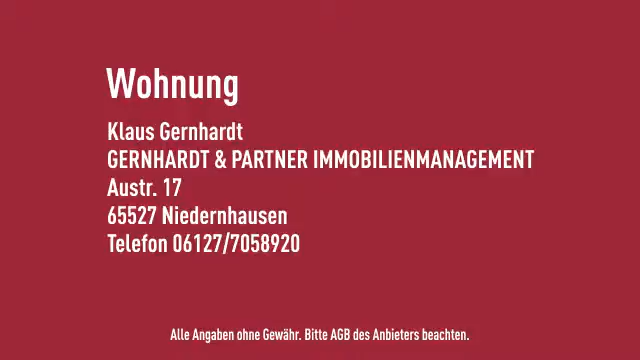 Wohnung
Klaus Gernhardt
GERNHARDT & PARTNER IMMOBILIENMANAGEMENT
Austr. 17
65527 Niedernhausen
Telefon 06127/7058920
Alle Angaben ohne Gewähr. Bitte AGB des Anbieters beachten.